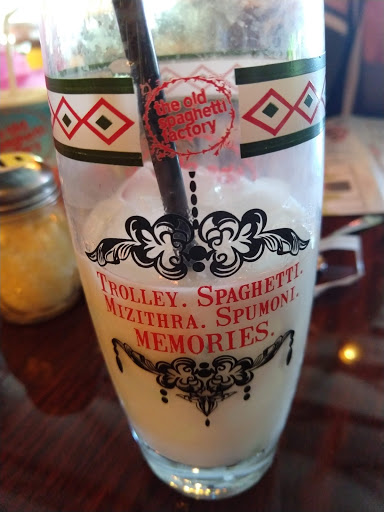 the old
spaghetti
factory
TROLLEY. SPAGHETTI.
MIZITHRA. SPUMONI.
MEMORIES.